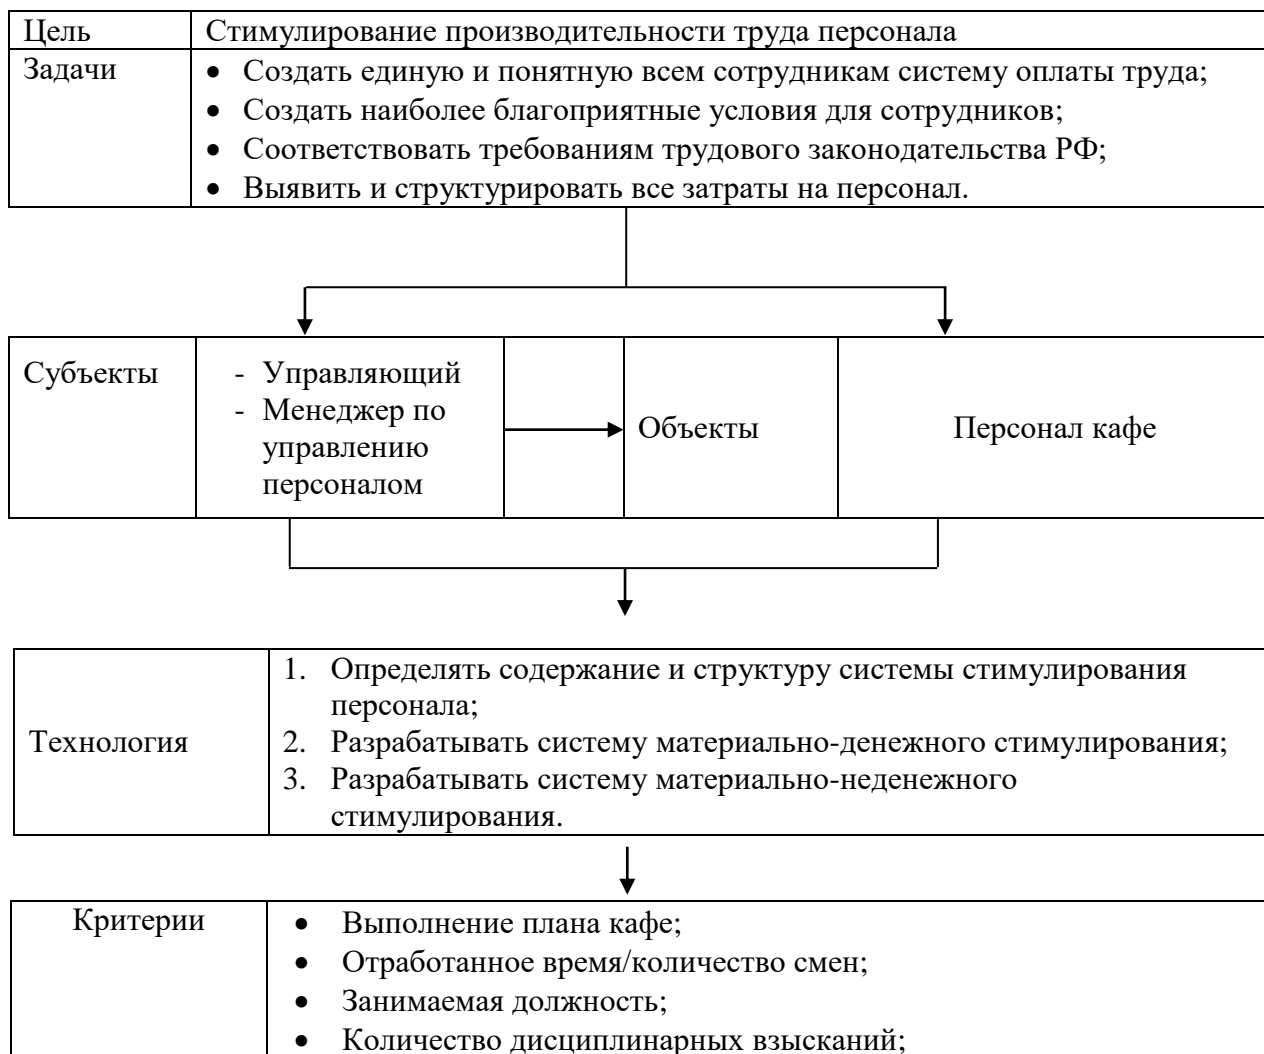 Цель Стимулирование производительности труда персонала
Задачи • Создать единую и понятную всем сотрудникам систему оплаты труда;
• Создать наиболее благоприятные условия для сотрудников;
• Соответствовать требованиям трудового законодательства РФ;
• Выявить и структурировать все затраты на персонал.
Субъекты
- Управляющий
- Менеджер по
управлению
персоналом
Объекты
Персонал кафе
Технология
1. Определять содержание и структуру системы стимулирования
персонала;
2. Разрабатывать систему материально-денежного стимулирования;
3. Разрабатывать систему материально-неденежного
стимулирования.
Критерии • Выполнение плана кафе;
• Отработанное время/количество смен;
• Занимаемая должность;
• Количество дисциплинарных взысканий;